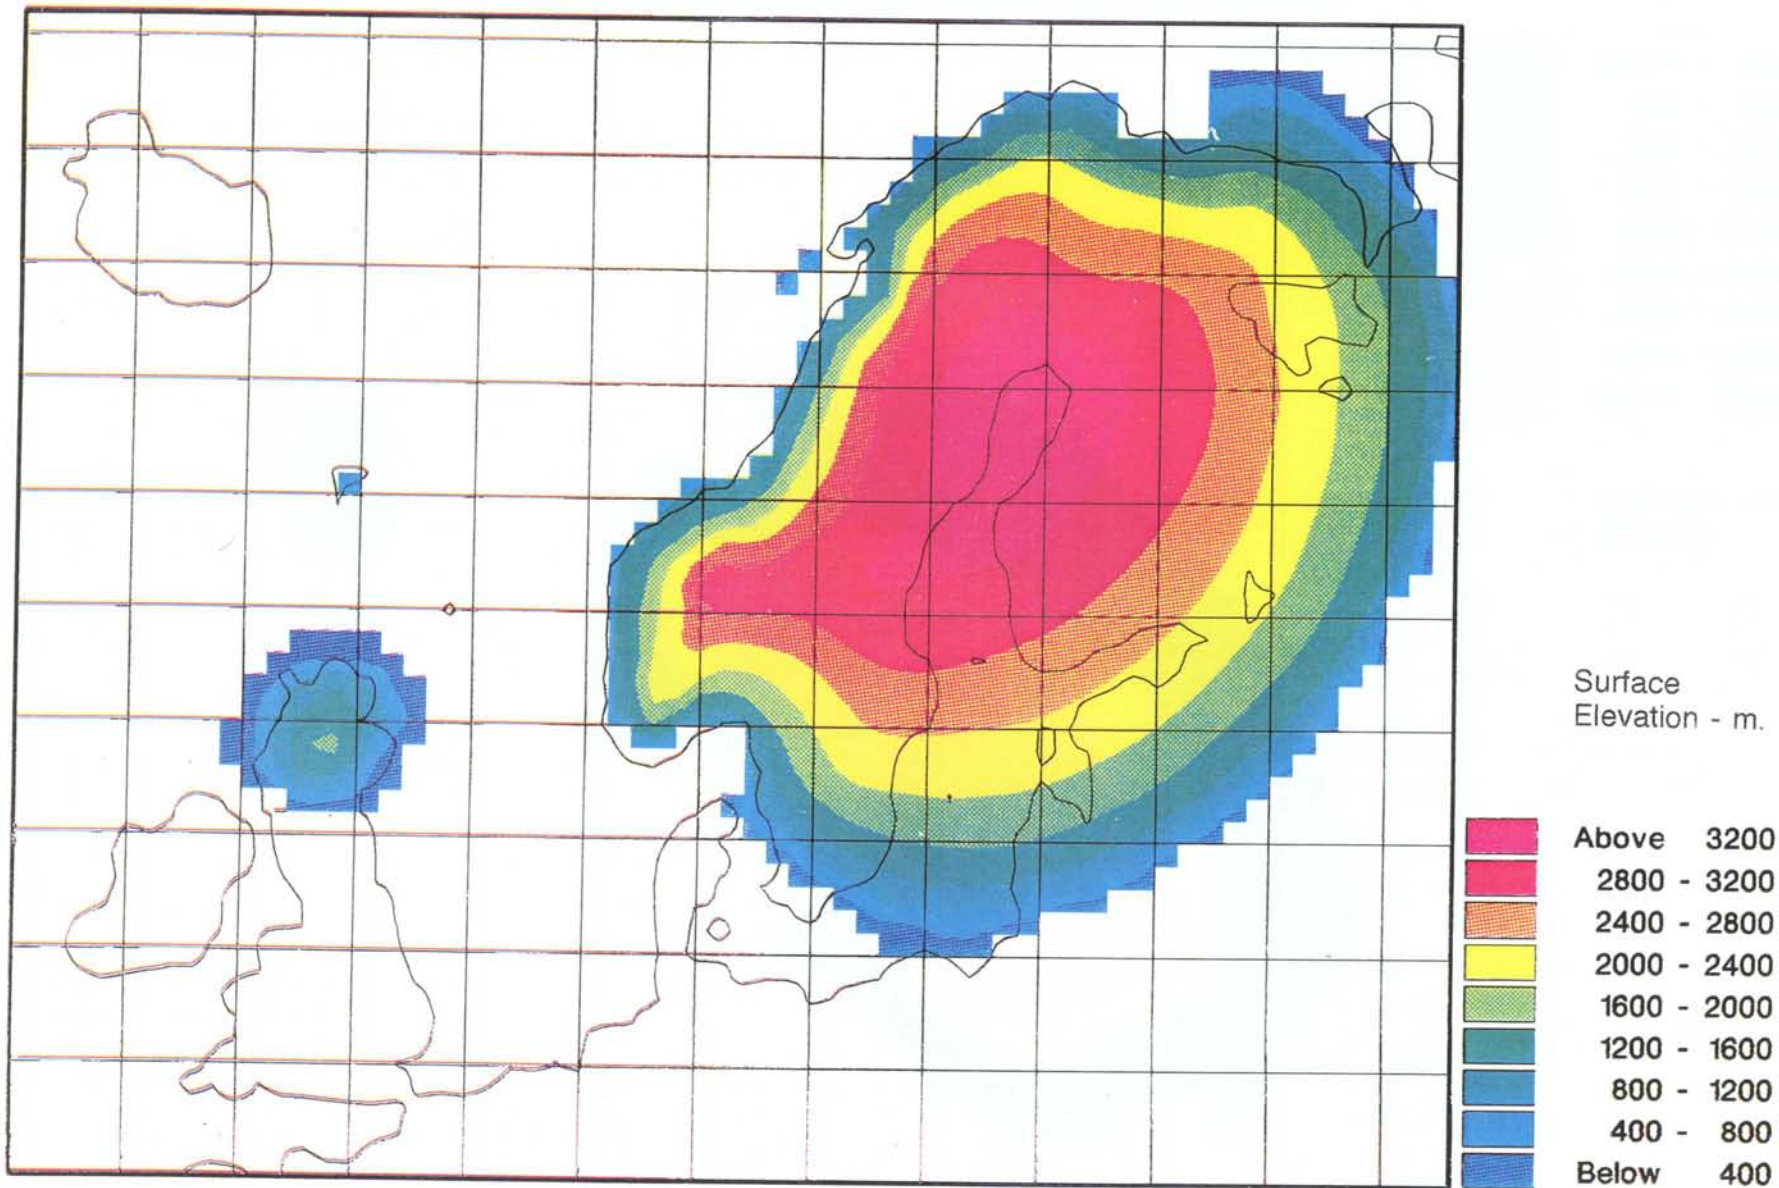 Surface
Elevation - m.
Above 3200
2800 - 3200
2400 - 2800
2000 - 2400
1600 - 2000
1200 - 1600
800 - 1200
400 - 800
Below 400